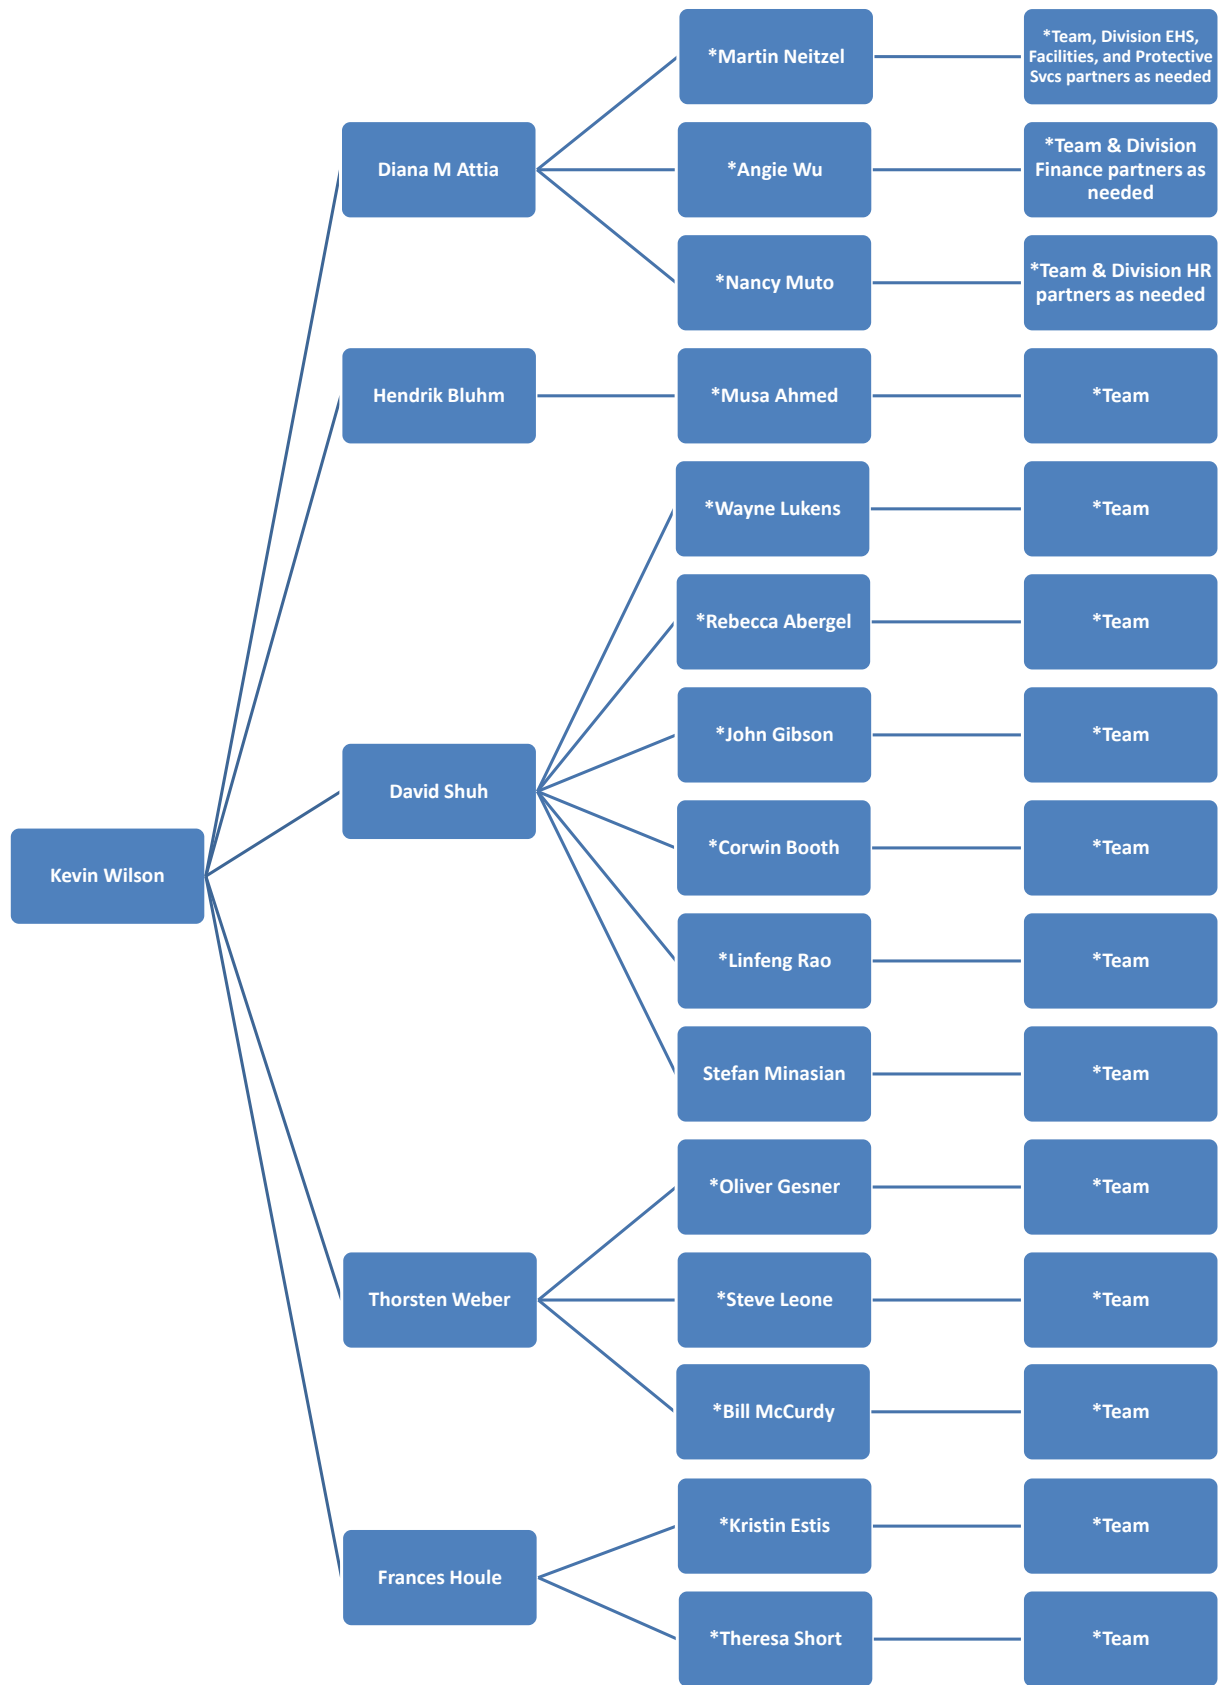 *Martin Neitzel
*Team, Division EHS,
Facilities, and Protective
Svcs partners as needed
Diana M Attia
*Angie Wu
*Team & Division
Finance partners as
needed
*Nancy Muto
*Team & Division HR
partners as needed
Hendrik Bluhm
*Musa Ahmed
*Team
*Wayne Lukens
*Team
*Rebecca Abergel
*Team
*John Gibson
*Team
David Shuh
*Corwin Booth
*Team
Kevin Wilson
*Linfeng Rao
*Team
Stefan Minasian
*Team
*Oliver Gesner
*Team
Thorsten Weber
*Steve Leone
*Team
*Bill McCurdy
*Team
*Kristin Estis
*Team
Frances Houle
*Theresa Short
*Team